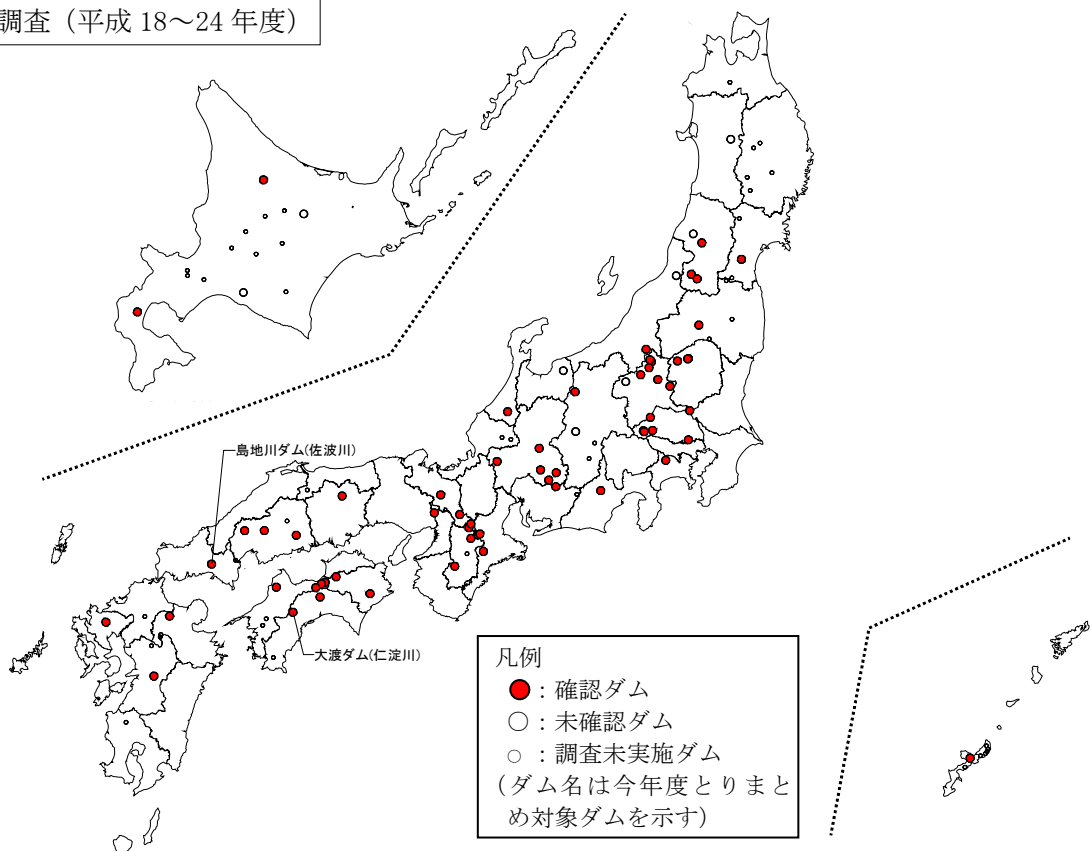 調査（平成 18～24 年度）
島地川ダム(佐波川)
大渡ダム(仁淀川)
凡例
：確認ダム
：未確認ダム
：調査未実施ダム
(ダム名は今年度とりまと
め対象ダムを示す)